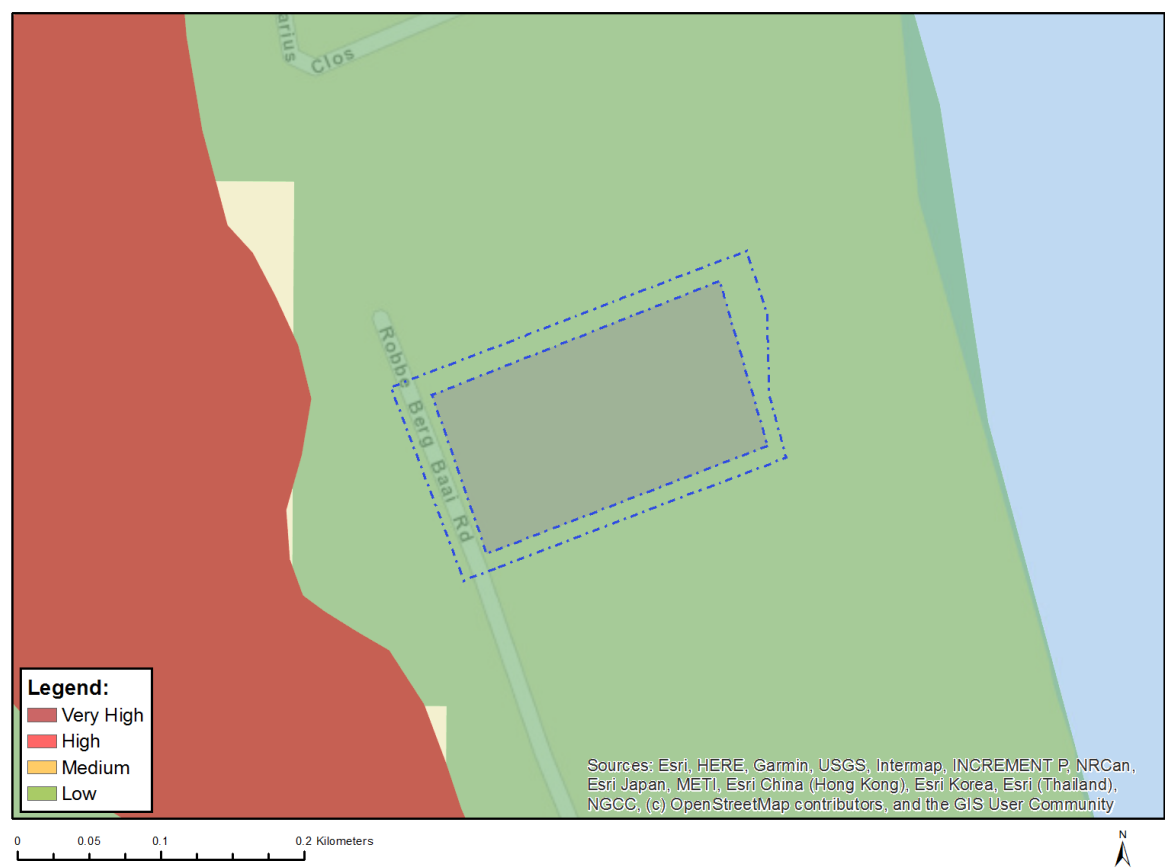 arius
Clos
Robbe Berg Baai Rd
Legend:
Very High
High
Medium
Low
Sources: Esri, HERE, Garmin, USGS, Intermap, INCREMENT P, NRCan,
Esri Japan, METI, Esri China (Hong Kong), Esri Korea, Esri (Thailand),
NGCC, (c) OpenStreetMap contributors, and the GIS User Community
0 0.05 0.1 0.2 Kilometers
N